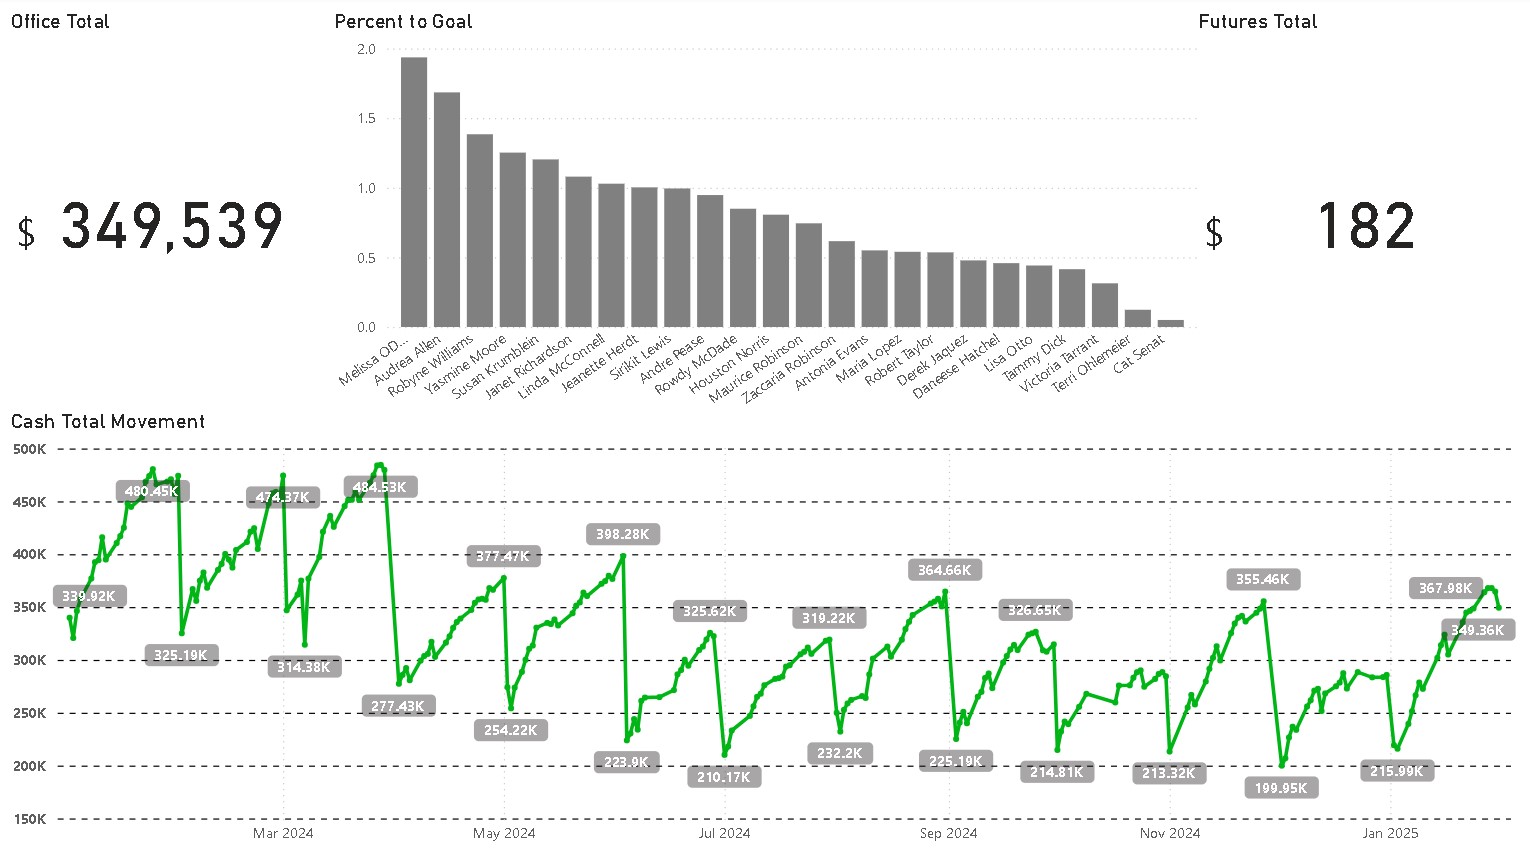 Office Total
Percent to Goal
Futures Total
2.0
1.5
1.0
0.5
0.0
$ 349,539
$ 182
Melissa OD...
Audrea Allen
Robyne Williams
Yasmine Moore
Susan Krumblein
Janet Richardson
Linda McConnell
Jeanette Herdt
Sirikit Lewis
Andre Pease
Rowdy McDade
Houston Norris
Maurice Robinson
Zaccaria Robinson
Antonia Evans
Maria Lopez
Robert Taylor
Derek Jaquez
Daneese Hatchel
Lisa Otto
Tammy Dick
Victoria Tarrant
Terri Ohlemeier
Cat Senat
Cash Total Movement
500K
450K
400K
350K
300K
250K
200K
150K
339.92K
480.45K
325.19K
474.37K
314.38K
484.53K
277.43K
377.47K
254.22K
398.28K
223.9K
325.62K
210.17K
319.22K
232.2K
364.66K
225.19K
326.65K
214.81K
213.32K
355.46K
199.95K
215.99K
367.98K
349.36K
Mar 2024
May 2024
Jul 2024
Sep 2024
Nov 2024
Jan 2025